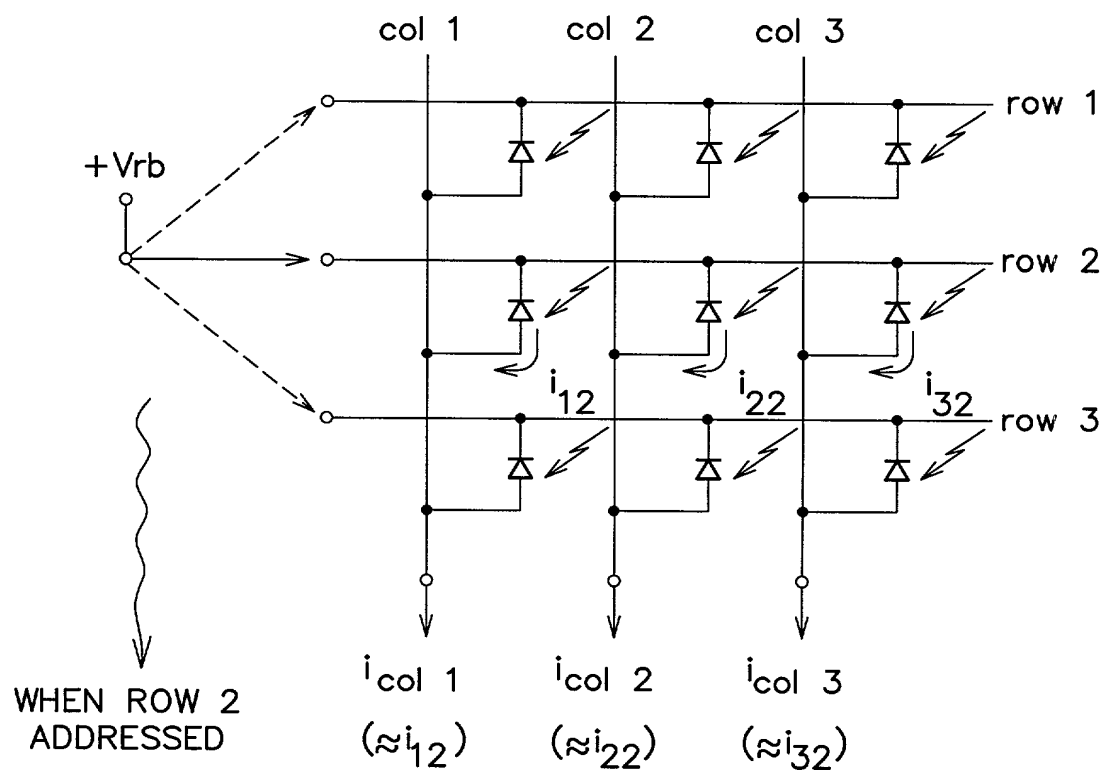 col 1 col 2 col 3
row 1
+Vrb
row 2
i12 i22 i32
row 3
icol 1 icol 2 icol 3
WHEN ROW 2
ADDRESSED
(≈i12) (≈i22) (≈i32)